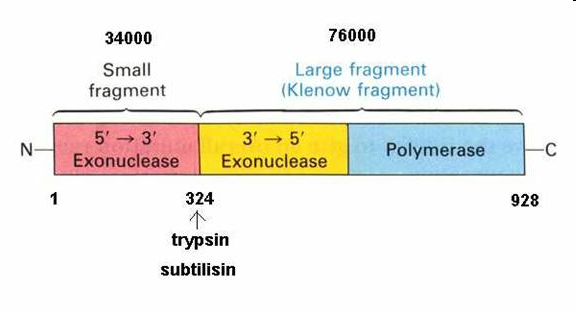 34000
76000
Small
fragment
Large fragment
(Klenow fragment)
N
5′ → 3′
Exonuclease
3′ → 5′
Exonuclease
Polymerase
C
1
324
928
trypsin
subtilisin